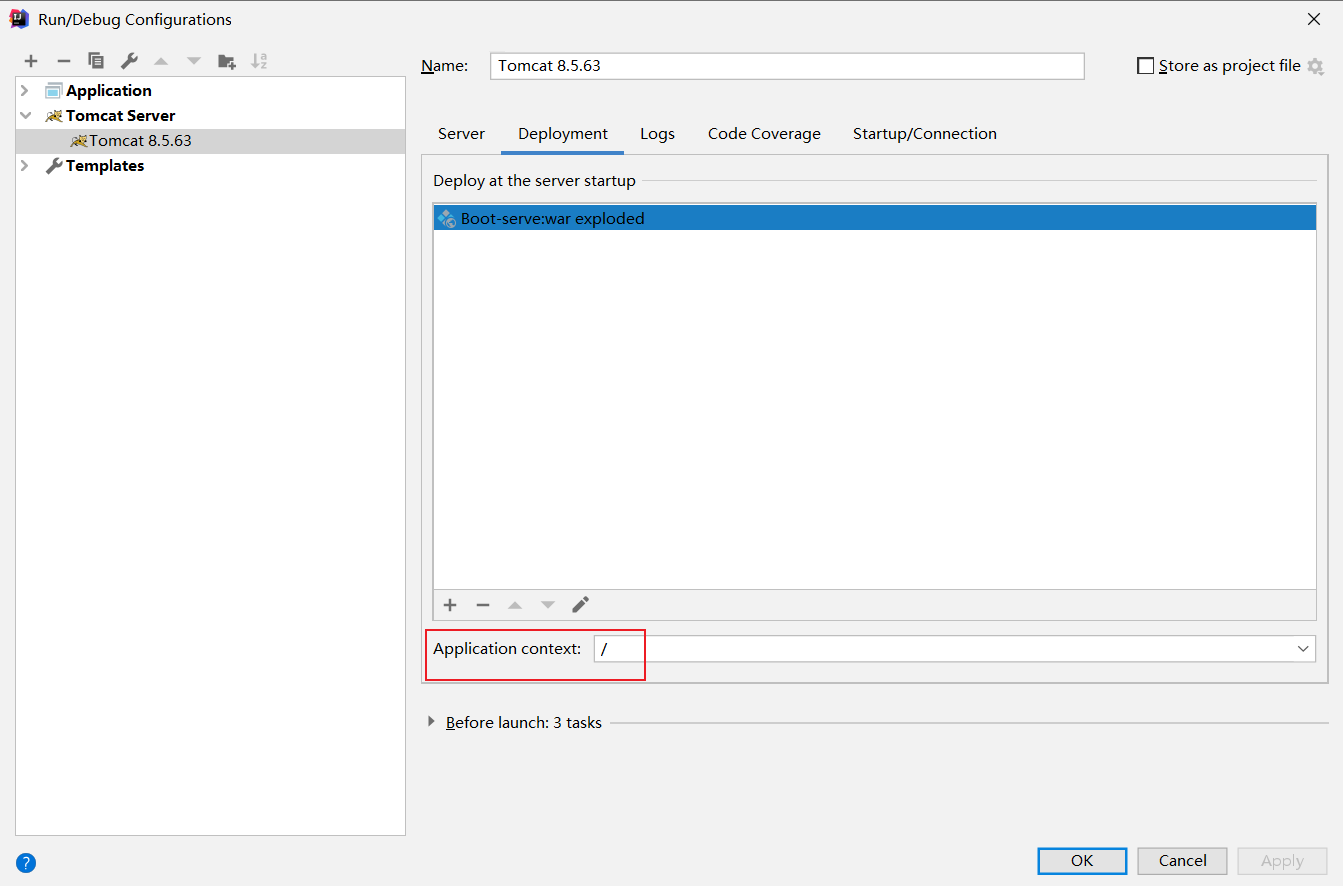 Run/Debug Configurations
Name: Tomcat 8.5.63
Store as project file
Application
Tomcat Server
Tomcat 8.5.63
Templates
Server Deployment Logs Code Coverage Startup/Connection
Deploy at the server startup
Boot-serve:war exploded
Application context: /
Before launch: 3 tasks
?
OK Cancel Apply